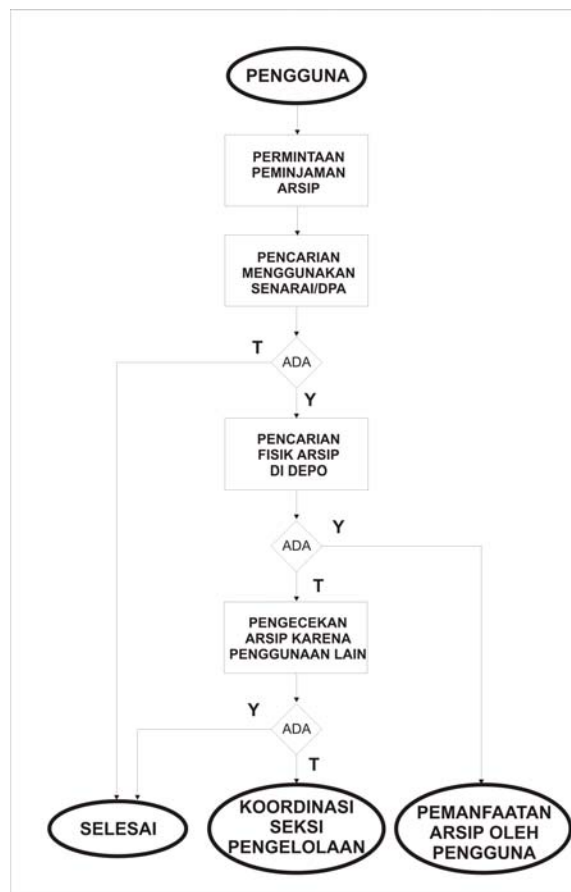 PENGGUNA
PERMINTAAN
PEMINJAMAN
ARSIP
PENCARIAN
MENGGUNAKAN
SENARAI/DPA
T
ADA
Y
PENCARIAN
FISIK ARSIP
DI DEPO
ADA
Y
T
PENGECEKAN
ARSIP KARENA
PENGGUNAAN LAIN
Y
ADA
T
SELESAI
KOORDINASI
SEKSI
PENGELOLAAN
PEMANFAATAN
ARSIP OLEH
PENGGUNA